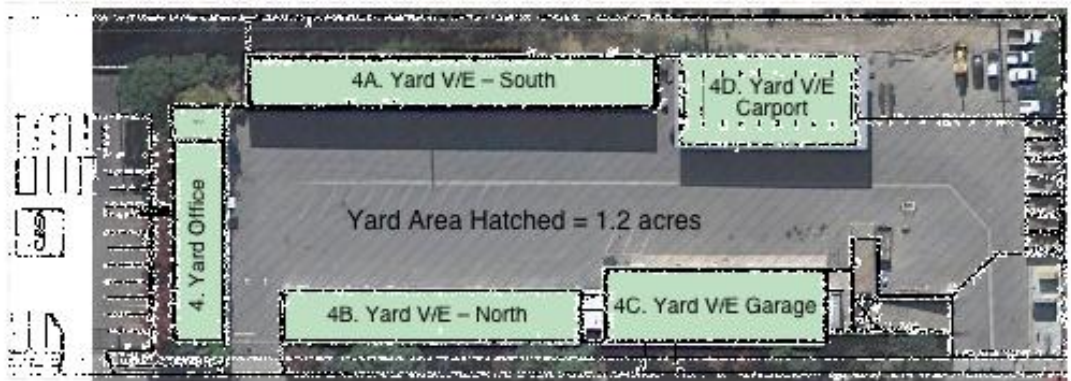 4A. Yard V/E – South
4D. Yard V/E
Carport
4. Yard Office
Yard Area Hatched = 1.2 acres
4B. Yard V/E – North
4C. Yard V/E Garage